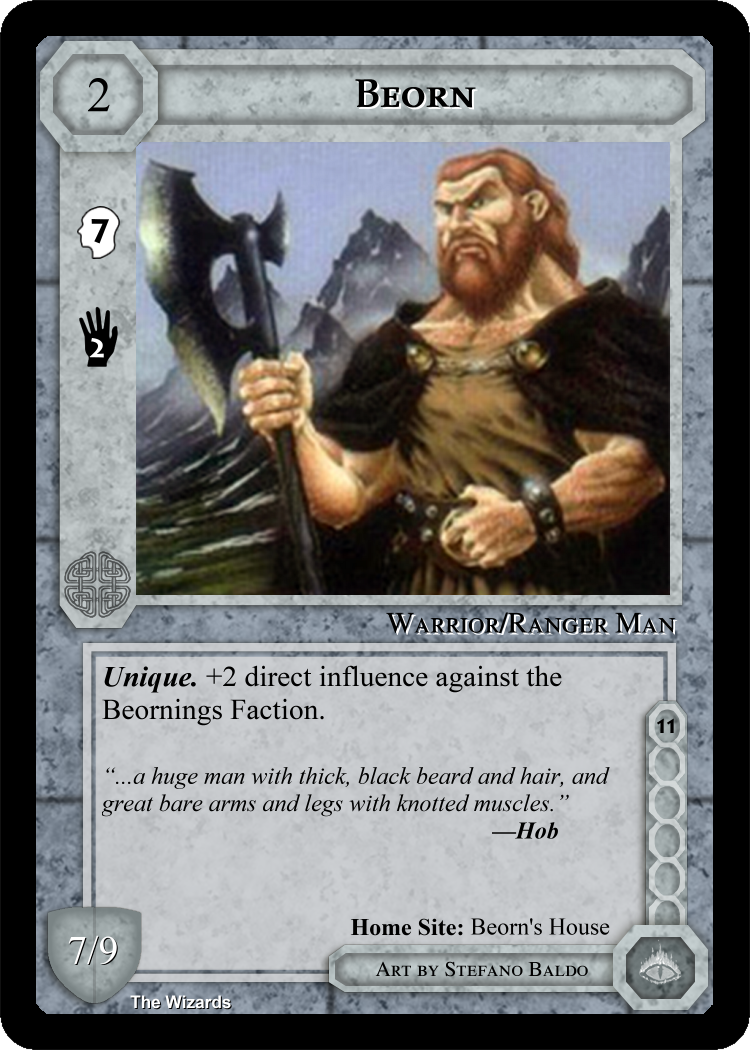 2
BEORN
7
2
WARRIOR/RANGER MAN
Unique. +2 direct influence against the
Beornings Faction.
11
“...a huge man with thick, black beard and hair, and
great bare arms and legs with knotted muscles.”
—Hob
Home Site: Beorn's House
7/9
ART BY STEFANO BALDO
The Wizards